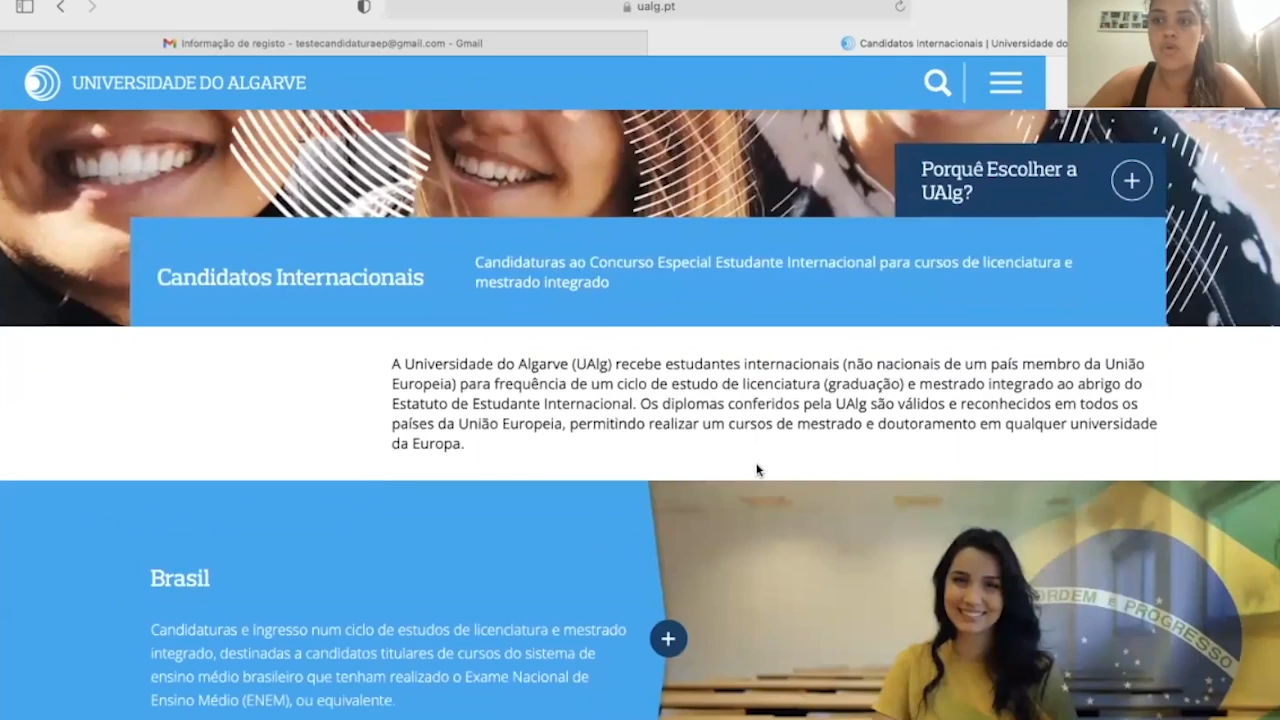 ualg.pt
Informação de registo - testecandidaturaep@gmail.com - Gmail
Candidatos Internacionais | Universidade do
UNIVERSIDADE DO ALGARVE
Porquê Escolher a
UAlg?
Candidatos Internacionais
Candidaturas ao Concurso Especial Estudante Internacional para cursos de licenciatura e
mestrado integrado
A Universidade do Algarve (UAlg) recebe estudantes internacionais (não nacionais de um país membro da União
Europeia) para frequência de um ciclo de estudo de licenciatura (graduação) e mestrado integrado ao abrigo do
Estatuto de Estudante Internacional. Os diplomas conferidos pela UAlg são válidos e reconhecidos em todos os
países da União Europeia, permitindo realizar um cursos de mestrado e doutoramento em qualquer universidade
da Europa.
Brasil
Candidaturas e ingresso num ciclo de estudos de licenciatura e mestrado
integrado, destinadas a candidatos titulares de cursos do sistema de
ensino médio brasileiro que tenham realizado o Exame Nacional de
Ensino Médio (ENEM), ou equivalente.
ORDEM E PROGRESSO